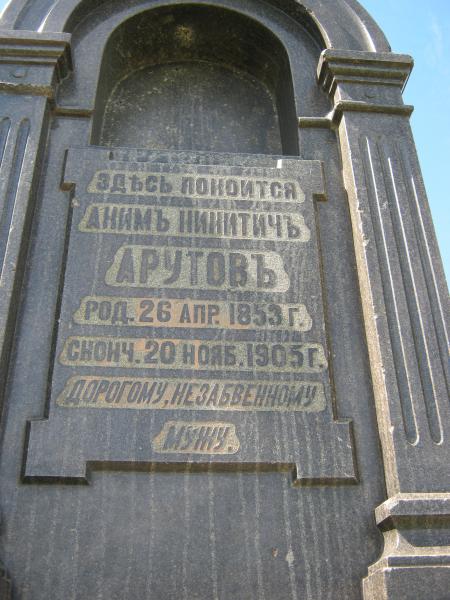 ЗДѢСЬ ПОКОИТСЯ
АКИМЪ НИКИТИЧЪ
АРУТОВЪ
РОД. 26 АПР. 1853 Г.
СКОНЧ. 20 НОЯБ. 1905 Г.
ДОРОГОМУ, НЕЗАБВЕННОМУ
МУЖУ.